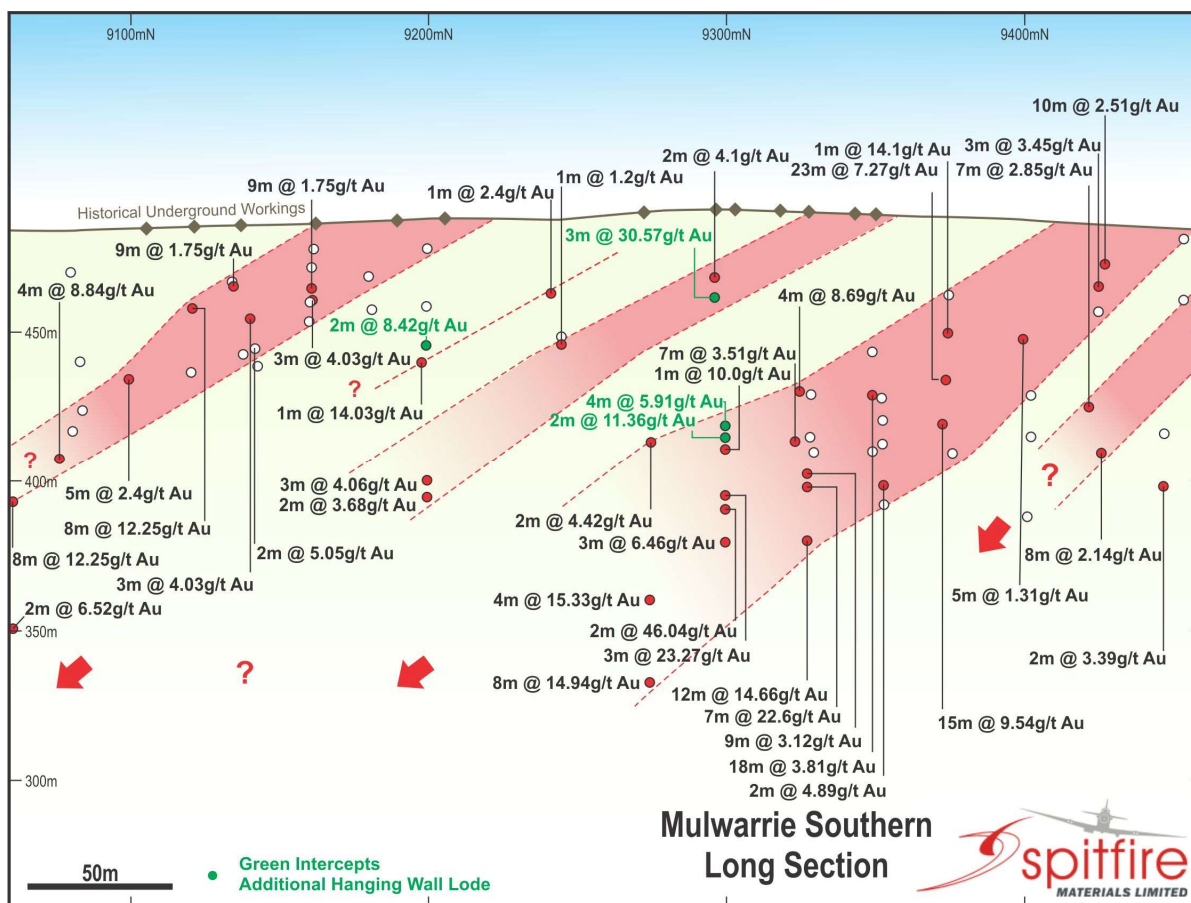 9100mN
9200mN
9300mN
9400mN
10m @ 2.51g/t Au
1m @ 14.1g/t Au
3m @ 3.45g/t Au
2m @ 4.1g/t Au
23m @ 7.27g/t Au
7m @ 2.85g/t Au
1m @ 1.2g/t Au
9m @ 1.75g/t Au
1m @ 2.4g/t Au
Historical Underground Workings
3m @ 30.57g/t Au
9m @ 1.75g/t Au
4m @ 8.84g/t Au
4m @ 8.69g/t Au
450m
2m @ 8.42g/t Au
3m @ 4.03g/t Au
7m @ 3.51g/t Au
1m @ 10.0g/t Au
?
4m @ 5.91g/t Au
1m @ 14.03g/t Au
2m @ 11.36g/t Au
?
?
400m
3m @ 4.06g/t Au
5m @ 2.4g/t Au
2m @ 3.68g/t Au
2m @ 4.42g/t Au
8m @ 12.25g/t Au
3m @ 6.46g/t Au
8m @ 12.25g/t Au
2m @ 5.05g/t Au
8m @ 2.14g/t Au
3m @ 4.03g/t Au
5m @ 1.31g/t Au
4m @ 15.33g/t Au
2m @ 6.52g/t Au
350m
2m @ 46.04g/t Au
3m @ 23.27g/t Au
2m @ 3.39g/t Au
?
8m @ 14.94g/t Au
12m @ 14.66g/t Au
7m @ 22.6g/t Au
15m @ 9.54g/t Au
9m @ 3.12g/t Au
18m @ 3.81g/t Au
300m
2m @ 4.89g/t Au
Mulwarrie Southern
Long Section
50m
Green Intercepts
Additional Hanging Wall Lode
spitfire
MATERIALS LIMITED